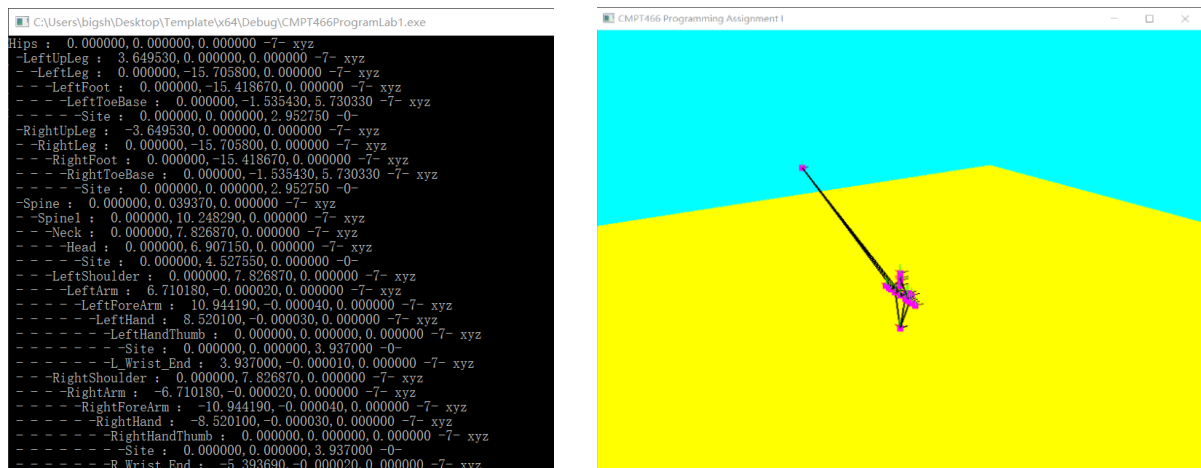 C:\Users\bigsh\Desktop\Template\x64\Debug\CMPT466ProgramLab1.exe
Hips :  0.000000,0.000000,0.000000 -7- xyz
-LeftUpLeg :  3.649530,0.000000,0.000000 -7- xyz
- -LeftLeg :  0.000000,-15.705800,0.000000 -7- xyz
- - -LeftFoot :  0.000000,-15.418670,0.000000 -7- xyz
- - - -LeftToeBase :  0.000000,-1.535430,5.730330 -7- xyz
- - - - -Site :  0.000000,0.000000,2.952750 -0-
-RightUpLeg :  -3.649530,0.000000,0.000000 -7- xyz
- -RightLeg :  0.000000,-15.705800,0.000000 -7- xyz
- - -RightFoot :  0.000000,-15.418670,0.000000 -7- xyz
- - - -RightToeBase :  0.000000,-1.535430,5.730330 -7- xyz
- - - - -Site :  0.000000,0.000000,2.952750 -0-
-Spine :  0.000000,0.039370,0.000000 -7- xyz
- -Spine1 :  0.000000,10.248290,0.000000 -7- xyz
- - -Neck :  0.000000,7.826870,0.000000 -7- xyz
- - - -Head :  0.000000,6.907150,0.000000 -7- xyz
- - - - -Site :  0.000000,4.527550,0.000000 -0-
- - -LeftShoulder :  0.000000,7.826870,0.000000 -7- xyz
- - - -LeftArm :  6.710180,-0.000020,0.000000 -7- xyz
- - - - -LeftForeArm :  10.944190,-0.000040,0.000000 -7- xyz
- - - - - -LeftHand :  8.520100,-0.000030,0.000000 -7- xyz
- - - - - - -LeftHandThumb :  0.000000,0.000000,0.000000 -7- xyz
- - - - - - - -Site :  0.000000,0.000000,3.937000 -0-
- - - - - - -L_Wrist_End :  3.937000,-0.000010,0.000000 -7- xyz
- - -RightShoulder :  0.000000,7.826870,0.000000 -7- xyz
- - - -RightArm :  -6.710180,-0.000020,0.000000 -7- xyz
- - - - -RightForeArm :  -10.944190,-0.000040,0.000000 -7- xyz
- - - - - -RightHand :  -8.520100,-0.000030,0.000000 -7- xyz
- - - - - - -RightHandThumb :  0.000000,0.000000,0.000000 -7- xyz
- - - - - - - -Site :  0.000000,0.000000,3.937000 -0-
- - - - - - -R_Wrist_End :  -5.393690,-0.000020,0.000000 -7- xyz
CMPT466 Programming Assignment I